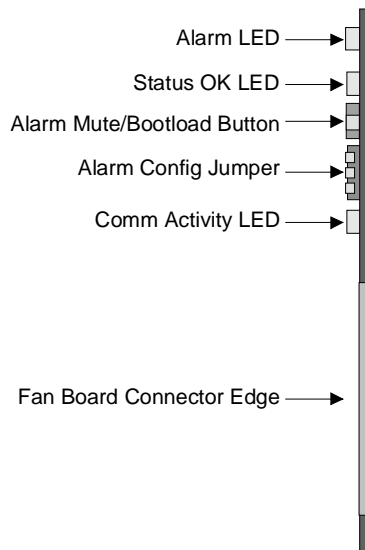 Alarm LED
Status OK LED
Alarm Mute/Bootload Button
Alarm Config Jumper
Comm Activity LED
Fan Board Connector Edge